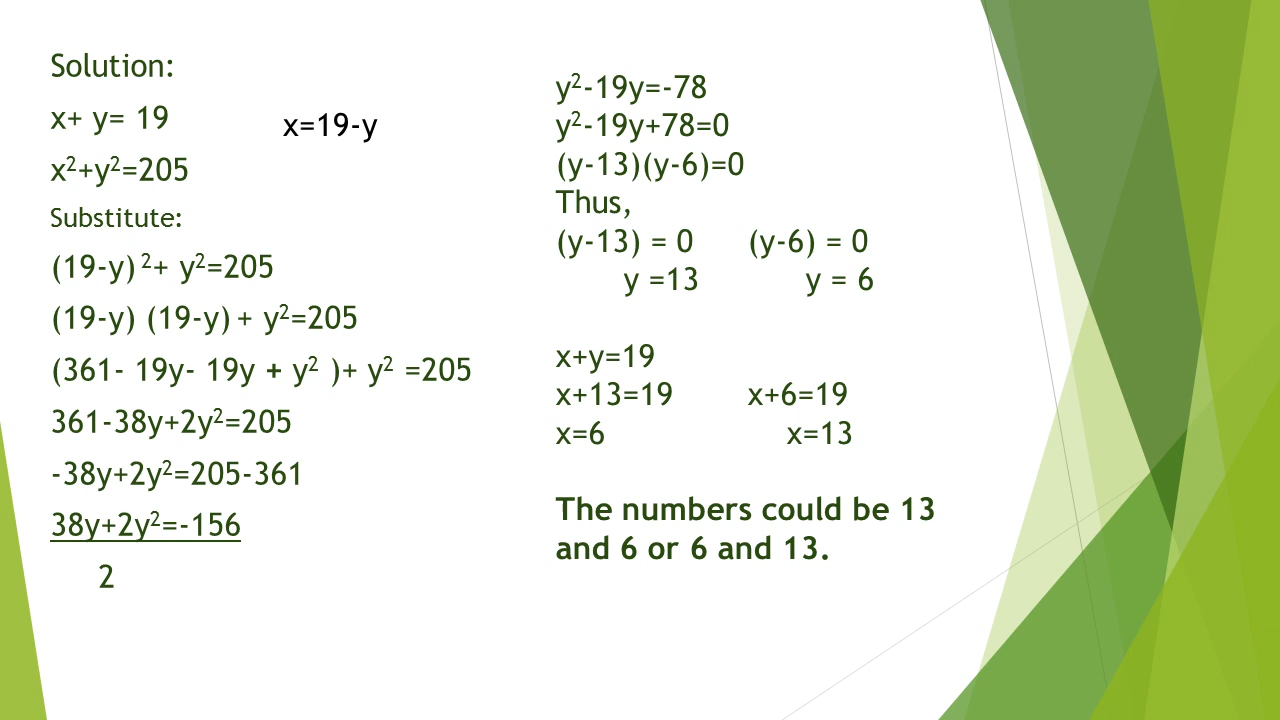 Solution:
x+ y= 19
x=19-y
x²+y²=205
Substitute:
(19-y) ²+ y²=205
(19-y) (19-y) + y²=205
(361- 19y- 19y + y² )+ y² =205
361-38y+2y²=205
-38y+2y²=205-361
38y+2y²=-156
2
y²-19y=-78
y²-19y+78=0
(y-13)(y-6)=0
Thus,
(y-13) = 0 (y-6) = 0
y =13 y = 6
x+y=19
x+13=19 x+6=19
x=6 x=13
The numbers could be 13
and 6 or 6 and 13.